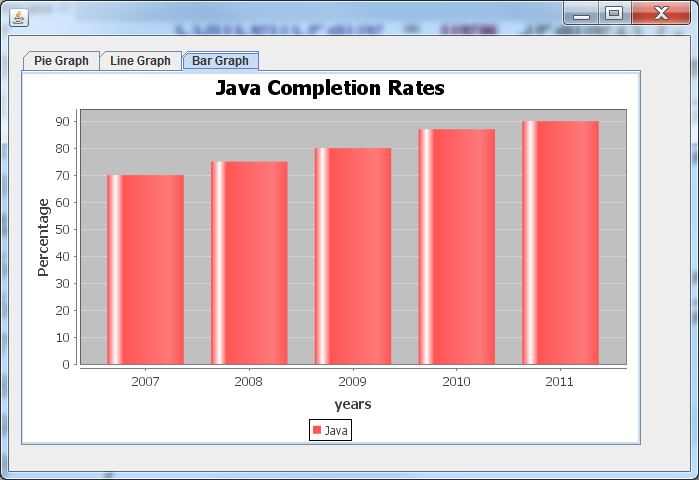 Pie Graph Line Graph Bar Graph
Java Completion Rates
Percentage
90
80
70
60
50
40
30
20
10
0
2007 2008 2009 2010 2011
years
Java